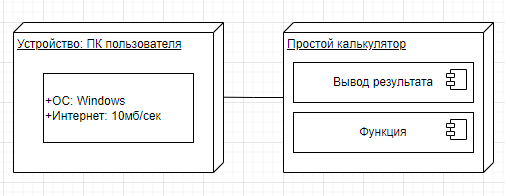 Устройство: ПК пользователя
+ОС: Windows
+Интернет: 10мб/сек
Простой калькулятор
Вывод результата
Функция